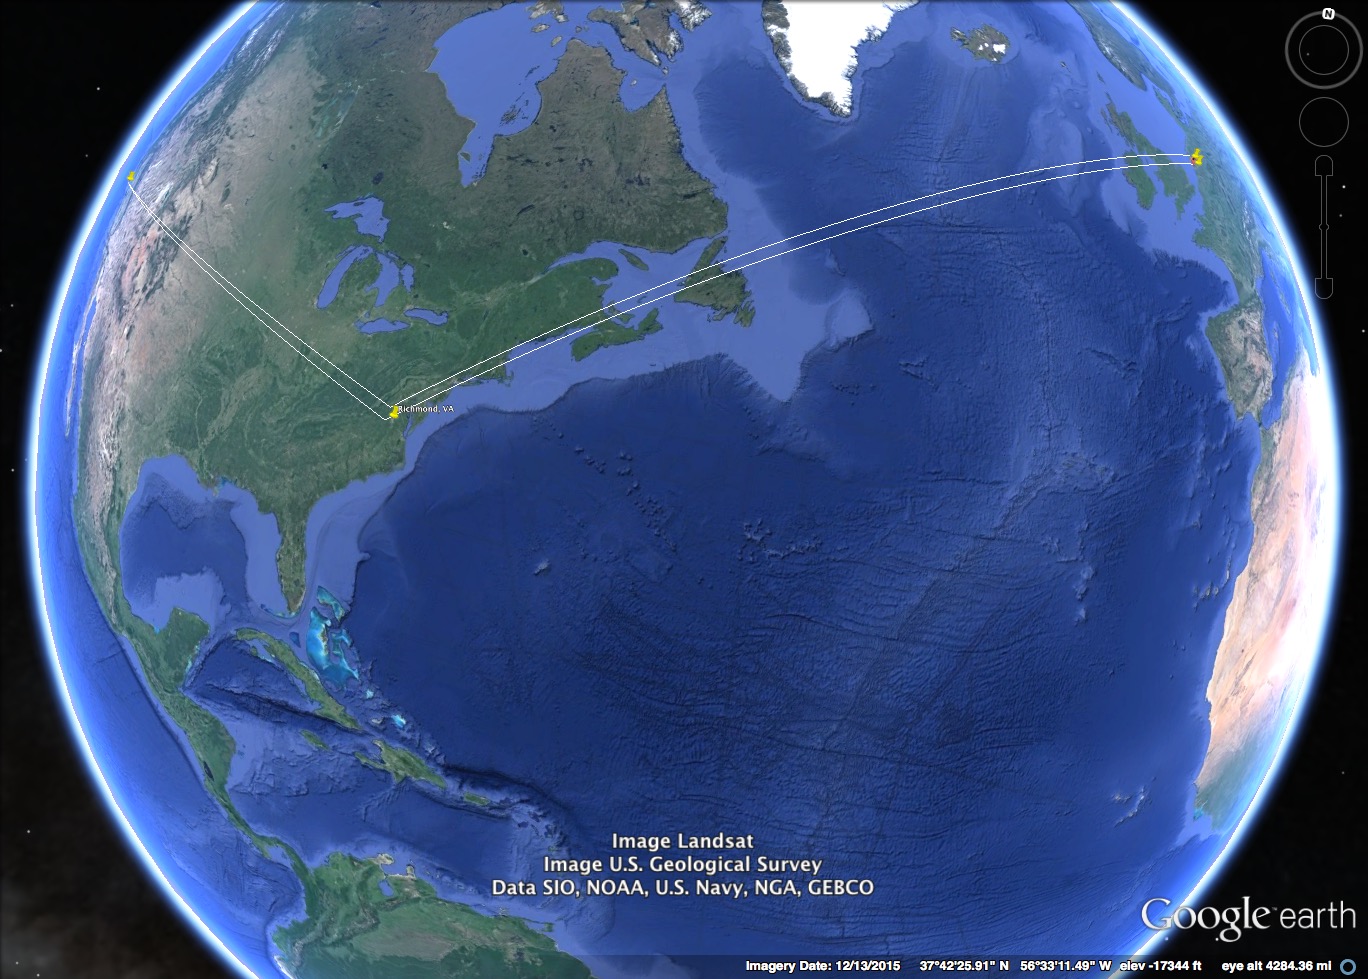 N
Richmond, VA
Image Landsat
Image U.S. Geological Survey
Data SIO, NOAA, U.S. Navy, NGA, GEBCO
Google earth
Imagery Date: 12/13/2015 37°42'25.91" N 56°33'11.49" W elev -17344 ft eye alt 4284.36 mi